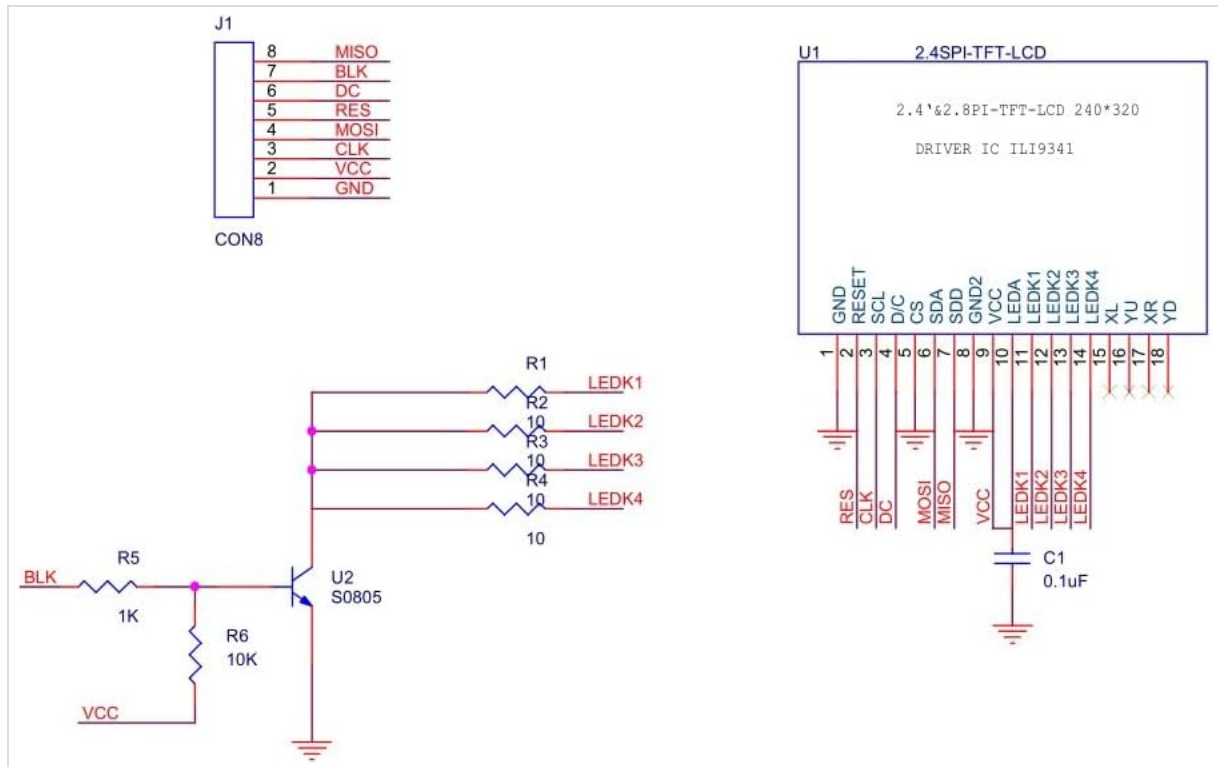 J1
8 MISO
7 BLK
6 DC
5 RES
4 MOSI
3 CLK
2 VCC
1 GND
CON8
U1 2.4SPI-TFT-LCD
2.4'&2.8PI-TFT-LCD 240*320
DRIVER IC ILI9341
GND
RESET
SCL
D/C
CS
SDA
SDD
GND2
VCC
LEDA
LEDK1
LEDK2
LEDK3
LEDK4
XL
YU
XR
YD
1
2
3
4
5
6
7
8
9
10
11
12
13
14
15
16
17
18
RES
CLK
DC
MOSI
MISO
VCC
LEDK1
LEDK2
LEDK3
LEDK4
C1
0.1uF
R1
LEDK1
R2
10
LEDK2
R3
10
LEDK3
R4
10
LEDK4
10
BLK
R5
1K
R6
10K
VCC
U2
S0805